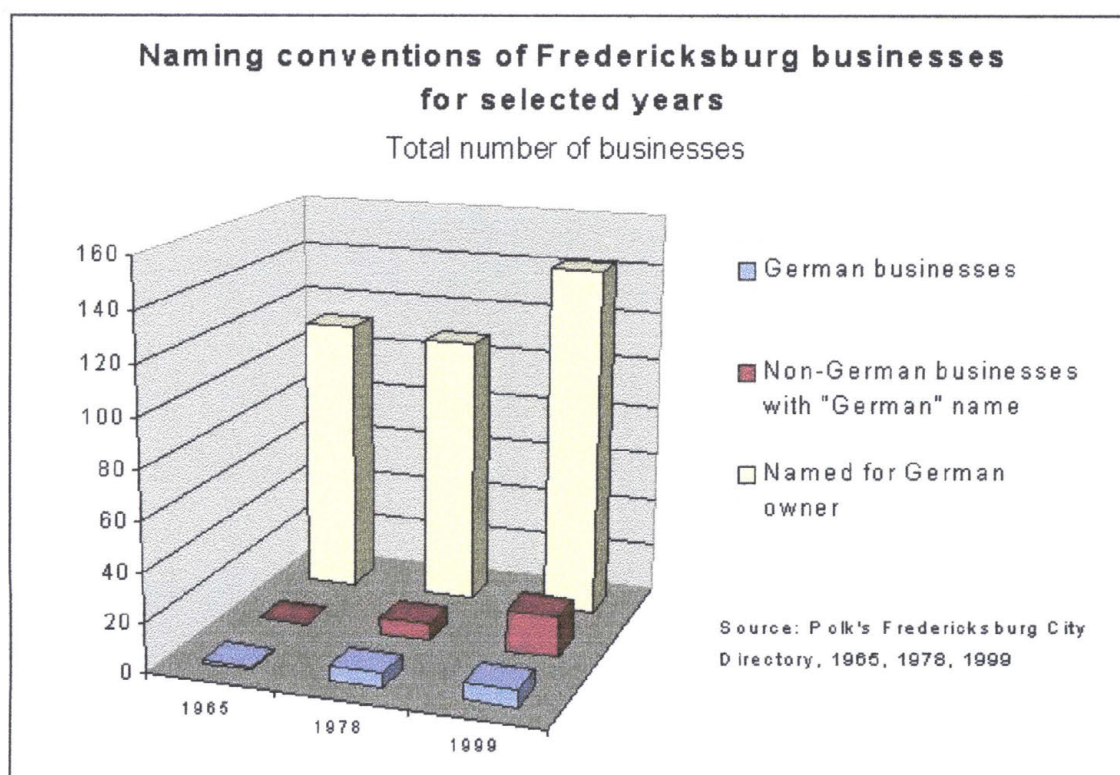 Naming conventions of Fredericksburg businesses
for selected years
Total number of businesses
160
140
120
100
80
60
40
20
0
1965
1978
1999
German businesses
Non-German businesses
with "German" name
Named for German
owner
Source: Polk's Fredericksburg City
Directory, 1965, 1978, 1999